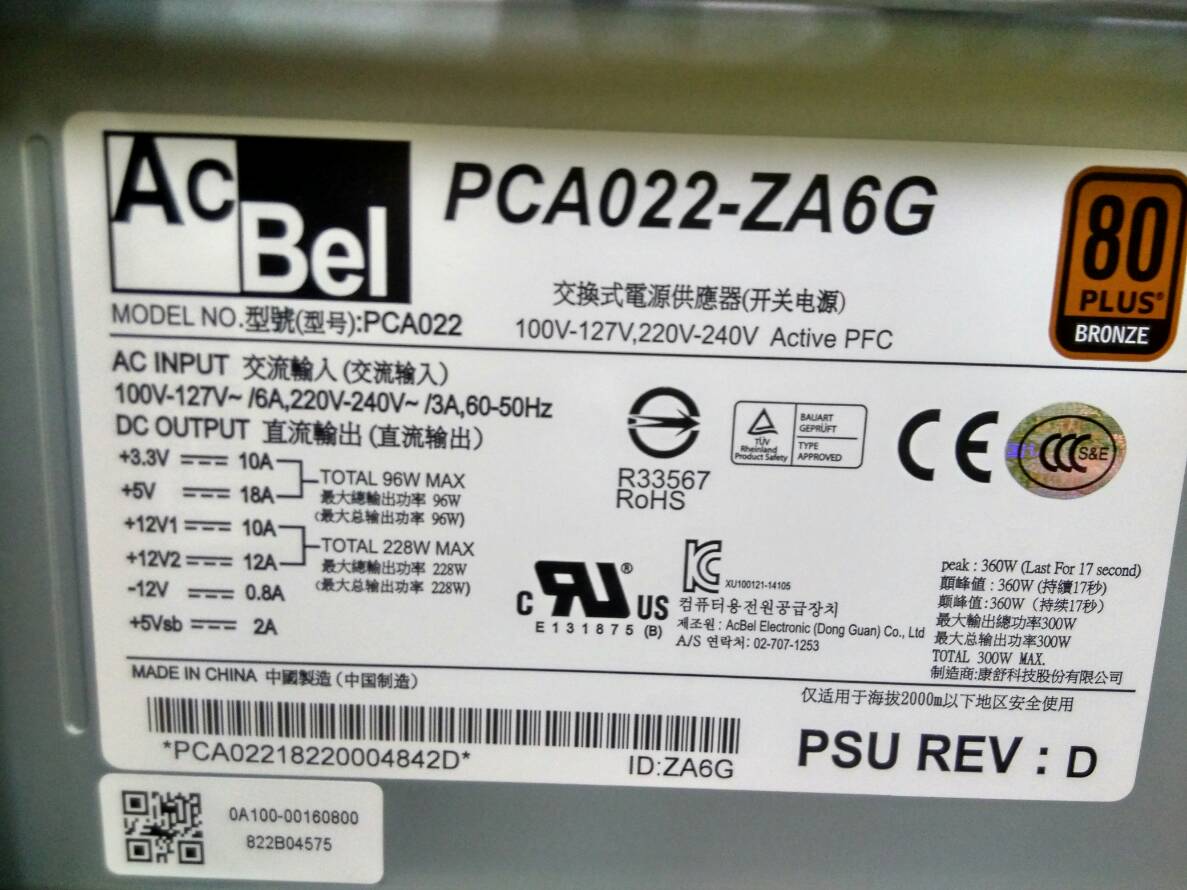 AcBel
PCA022-ZA6G
80
PLUS®
BRONZE
交換式電源供應器(开关电源)
MODEL NO.型號(型号):PCA022
100V-127V,220V-240V Active PFC
AC INPUT 交流輸入 (交流输入)
100V-127V~ /6A,220V-240V~ /3A,60-50Hz
DC OUTPUT 直流輸出 (直流输出)
+3.3V 10A
+5V 18A
TOTAL 96W MAX
最大總輸出功率 96W
(最大总输出功率 96W)
+12V1 10A
+12V2 12A
TOTAL 228W MAX
最大總輸出功率 228W
(最大总输出功率 228W)
-12V 0.8A
+5Vsb 2A
R33567
RoHS
TÜV
Rheinland
Product Safety
BAUART
GEPRÜFT
TYPE
APPROVED
CE
CCC S&E
C RU® US
E131875 (B)
KC
XU100121-14105
컴퓨터용전원공급장치
제조원 : AcBel Electronic (Dong Guan) Co., Ltd
A/S 연락처: 02-707-1253
peak : 360W (Last For 17 second)
顛峰值 : 360W (持續17秒)
颠峰值:360W (持续17秒)
最大輸出總功率300W
最大总输出功率300W
TOTAL 300W MAX.
制造商:康舒科技股份有限公司
MADE IN CHINA 中國製造 (中国制造)
仅适用于海拔2000m以下地区安全使用
*PCA02218220004842D*
ID:ZA6G
PSU REV : D
0A100-00160800
822B04575